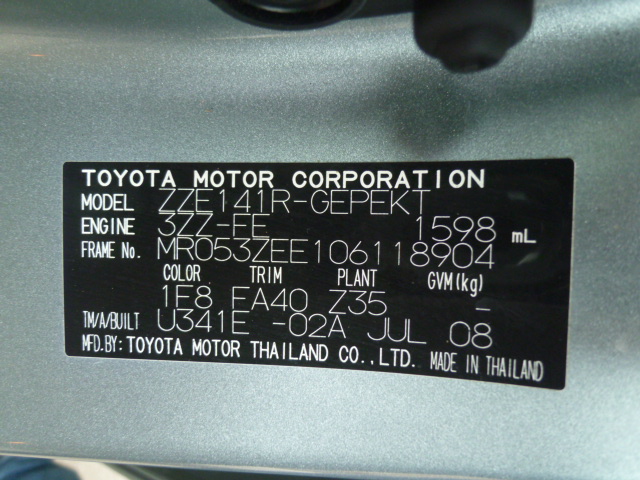 TOYOTA MOTOR CORPORATION
MODEL ZZE141R-GEPEKT
ENGINE 3ZZ-FE 1598 mL
FRAME No. MR053ZEE106118904
COLOR TRIM PLANT GVM(kg)
1F8 FA40 Z35 -
TM/A/BUILT U341E -02A JUL 08
MFD.BY:TOYOTA MOTOR THAILAND CO.,LTD. MADE IN THAILAND